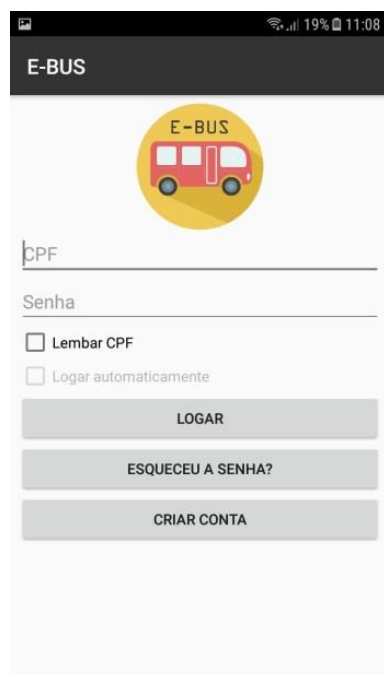 19% 11:08
E-BUS
E-BUS
CPF
Senha
Lembar CPF
Logar automaticamente
LOGAR
ESQUECEU A SENHA?
CRIAR CONTA